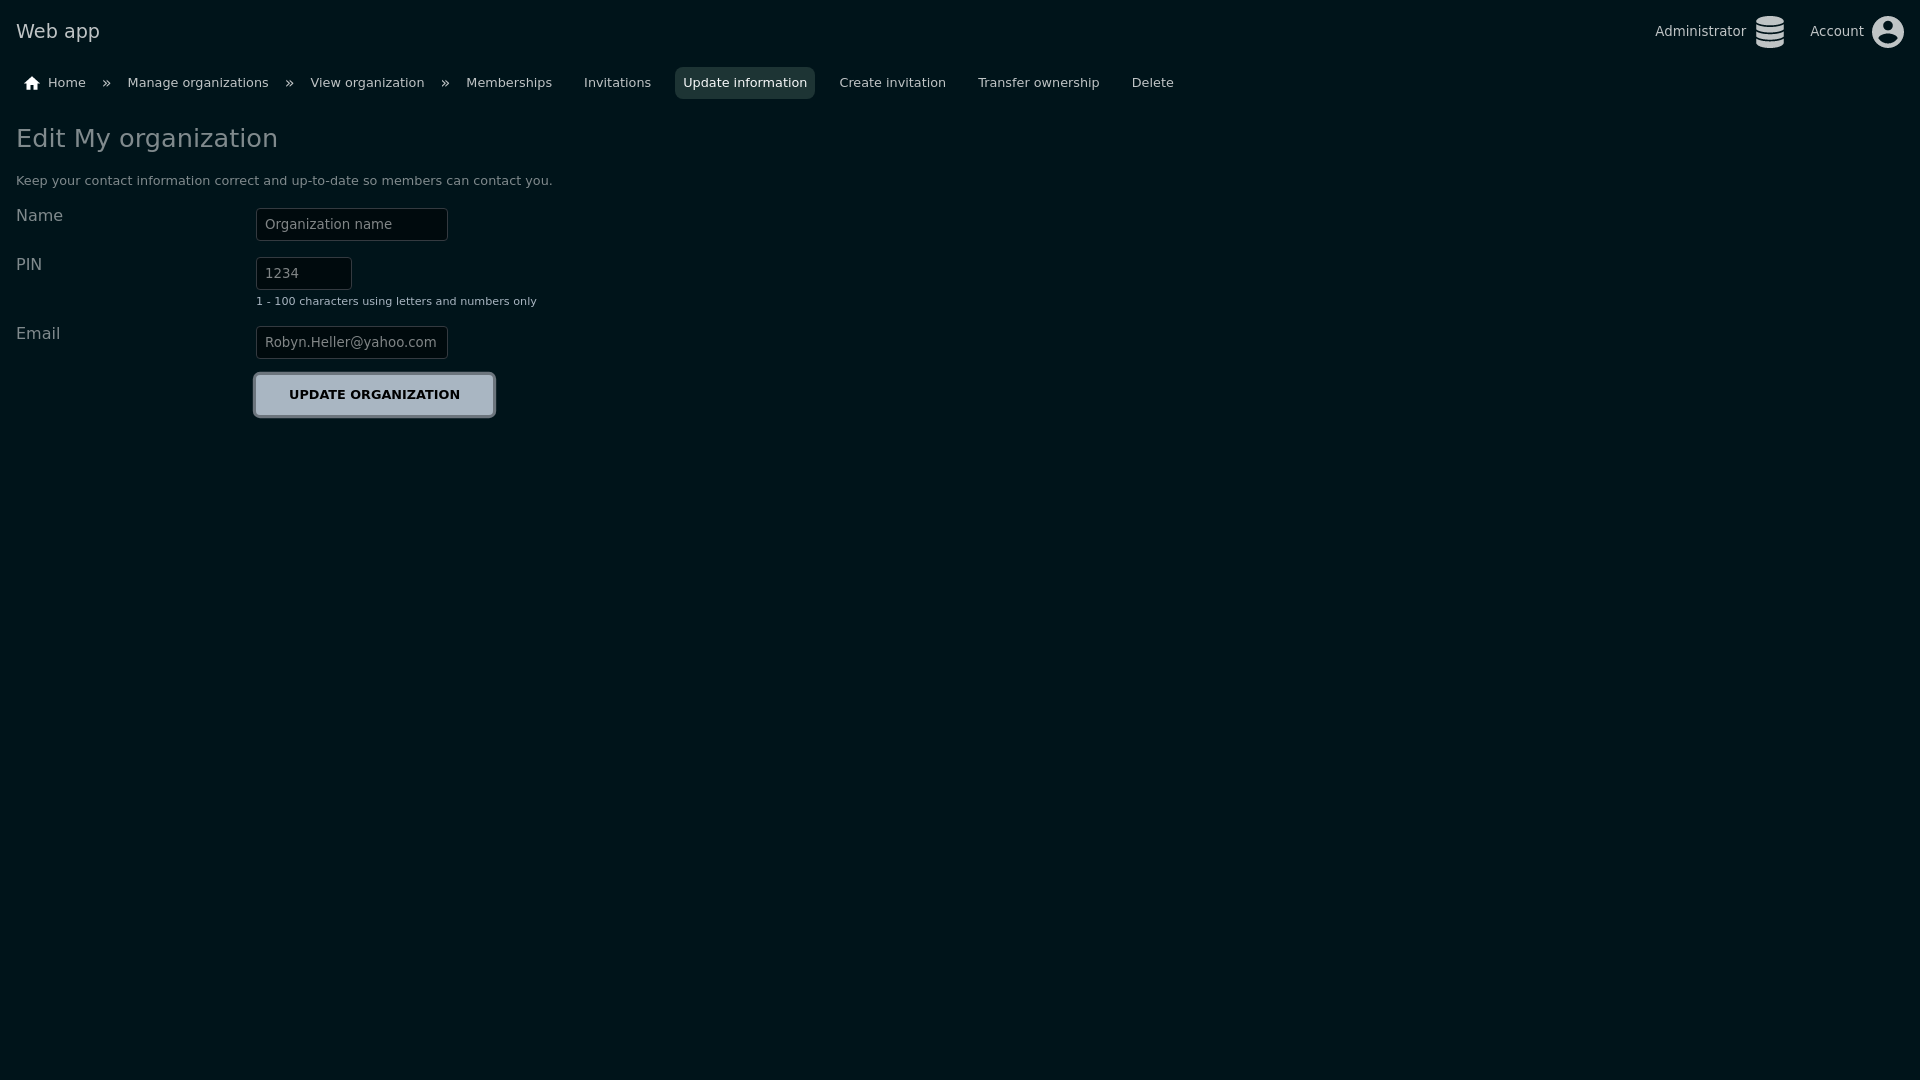 Web app
Administrator
Account
Home » Manage organizations » View organization » Memberships Invitations Update information Create invitation Transfer ownership Delete
Edit My organization
Keep your contact information correct and up-to-date so members can contact you.
Name
Organization name
PIN
1234
1 - 100 characters using letters and numbers only
Email
Robyn.Heller@yahoo.com
UPDATE ORGANIZATION